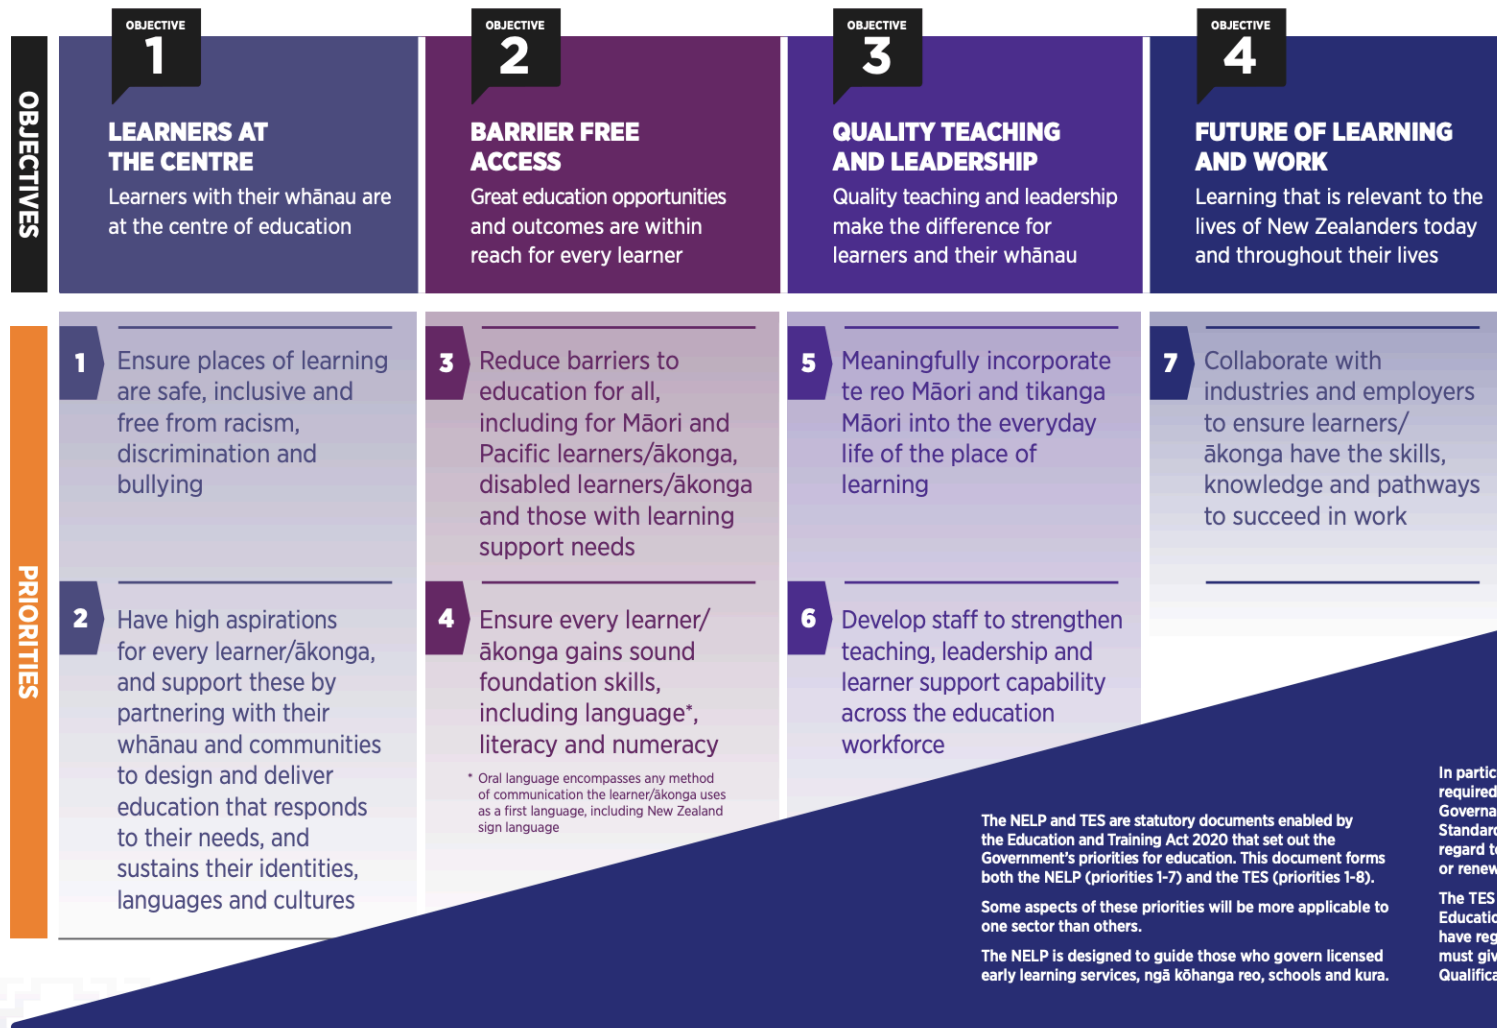 OBJECTIVES
OBJECTIVE
1
LEARNERS AT
THE CENTRE
Learners with their whānau are
at the centre of education
OBJECTIVE
2
BARRIER FREE
ACCESS
Great education opportunities
and outcomes are within
reach for every learner
OBJECTIVE
3
QUALITY TEACHING
AND LEADERSHIP
Quality teaching and leadership
make the difference for
learners and their whānau
OBJECTIVE
4
FUTURE OF LEARNING
AND WORK
Learning that is relevant to the
lives of New Zealanders today
and throughout their lives
PRIORITIES
1
Ensure places of learning
are safe, inclusive and
free from racism,
discrimination and
bullying
2
Have high aspirations
for every learner/ākonga,
and support these by
partnering with their
whānau and communities
to design and deliver
education that responds
to their needs, and
sustains their identities,
languages and cultures
3
Reduce barriers to
education for all,
including for Māori and
Pacific learners/ākonga,
disabled learners/ākonga
and those with learning
support needs
4
Ensure every learner/
ākonga gains sound
foundation skills,
including language*,
literacy and numeracy
* Oral language encompasses any method
of communication the learner/ākonga uses
as a first language, including New Zealand
sign language
5
Meaningfully incorporate
te reo Māori and tikanga
Māori into the everyday
life of the place of
learning
6
Develop staff to strengthen
teaching, leadership and
learner support capability
across the education
workforce
7
Collaborate with
industries and employers
to ensure learners/
ākonga have the skills,
knowledge and pathways
to succeed in work
The NELP and TES are statutory documents enabled by
the Education and Training Act 2020 that set out the
Government's priorities for education. This document forms
both the NELP (priorities 1-7) and the TES (priorities 1-8).
Some aspects of these priorities will be more applicable to
one sector than others.
The NELP is designed to guide those who govern licensed
early learning services, ngā kōhanga reo, schools and kura.
In partic
required
Governa
Standard
regard to
or renew
The TES
Educatio
have reg
must giv
Qualifica